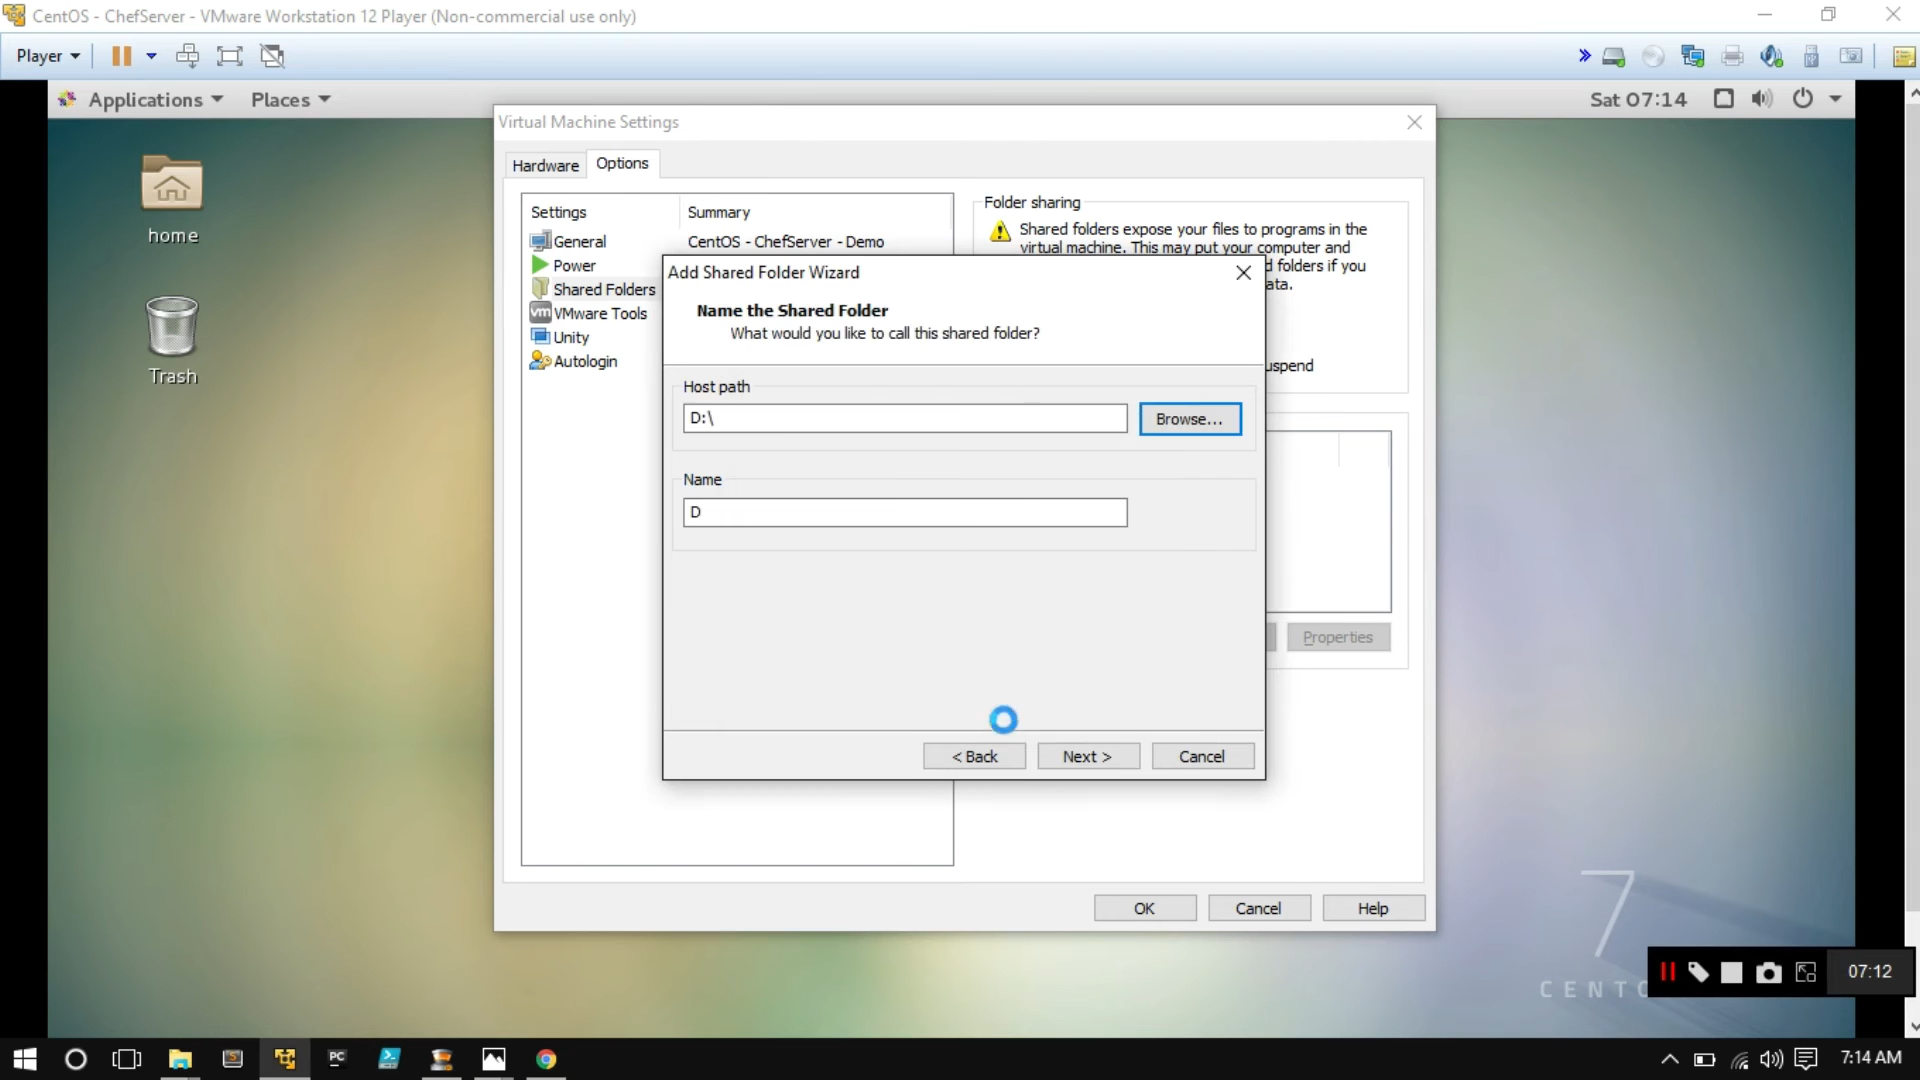 CentOS - ChefServer - VMware Workstation 12 Player (Non-commercial use only)
Player
Applications
Places
Sat 07:14
home
Trash
Virtual Machine Settings
Hardware
Options
Settings
Summary
General
CentOS - ChefServer - Demo
Power
Shared Folders
VMware Tools
Unity
Autologin
Folder sharing
Shared folders expose your files to programs in the
virtual machine. This may put your computer and
d folders if you
ata.
uspend
Properties
Add Shared Folder Wizard
Name the Shared Folder
What would you like to call this shared folder?
Host path
D:\
Browse...
Name
D
< Back
Next >
Cancel
OK
Cancel
Help
7
CENTO
07:12
PC
7:14 AM